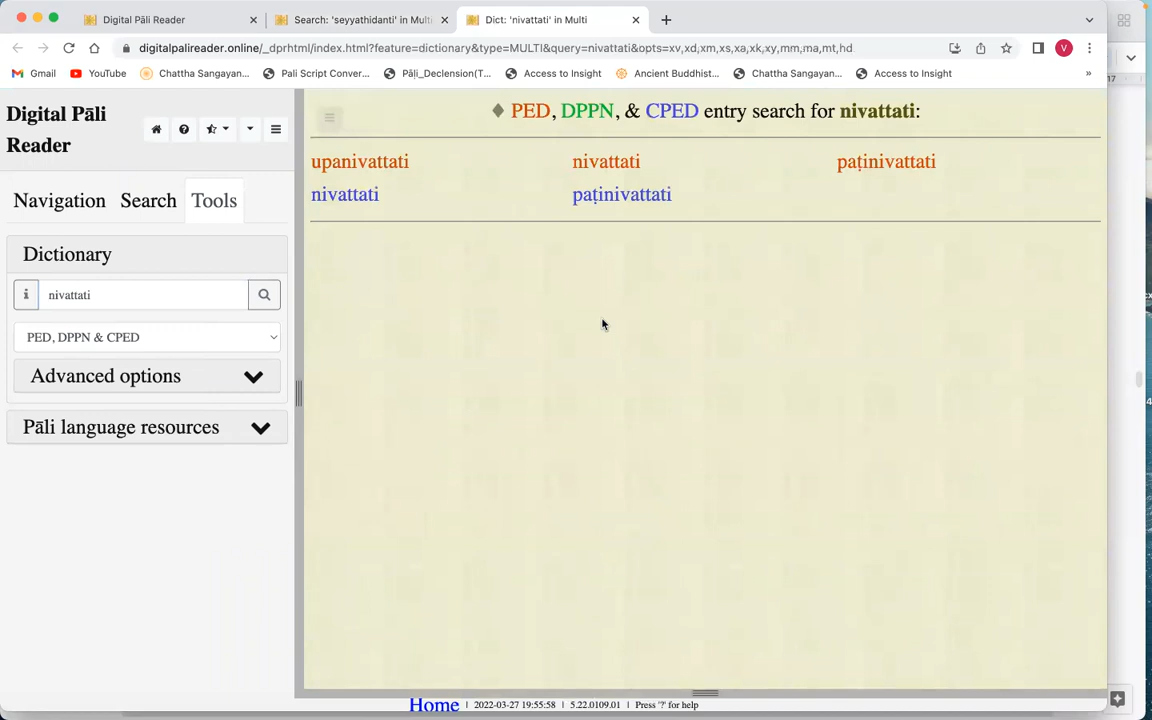 Digital Pāli Reader
Search: 'seyyathidanti' in Multi
Dict: 'nivattati' in Multi
digitalpalireader.online/_dprhtml/index.html?feature=dictionary&type=MULTI&query=nivattati&opts=xv,xd,xm,xs,xa,xk,xy,mm,ma,mt,hd
V
Gmail
YouTube
Chattha Sangayan...
Pali Script Conver...
Pāḷi_Declension(T...
Access to Insight
Ancient Buddhist...
Chattha Sangayan...
Access to Insight
»
17
Digital Pāli
Reader
♦ PED, DPPN, & CPED entry search for nivattati:
upanivattati nivattati paṭinivattati
nivattati paṭinivattati
Navigation Search Tools
Dictionary
i nivattati
PED, DPPN & CPED
Advanced options
Pāli language resources
Home | 2022-03-27 19:55:58 | 5.22.0109.01 | Press '?' for help